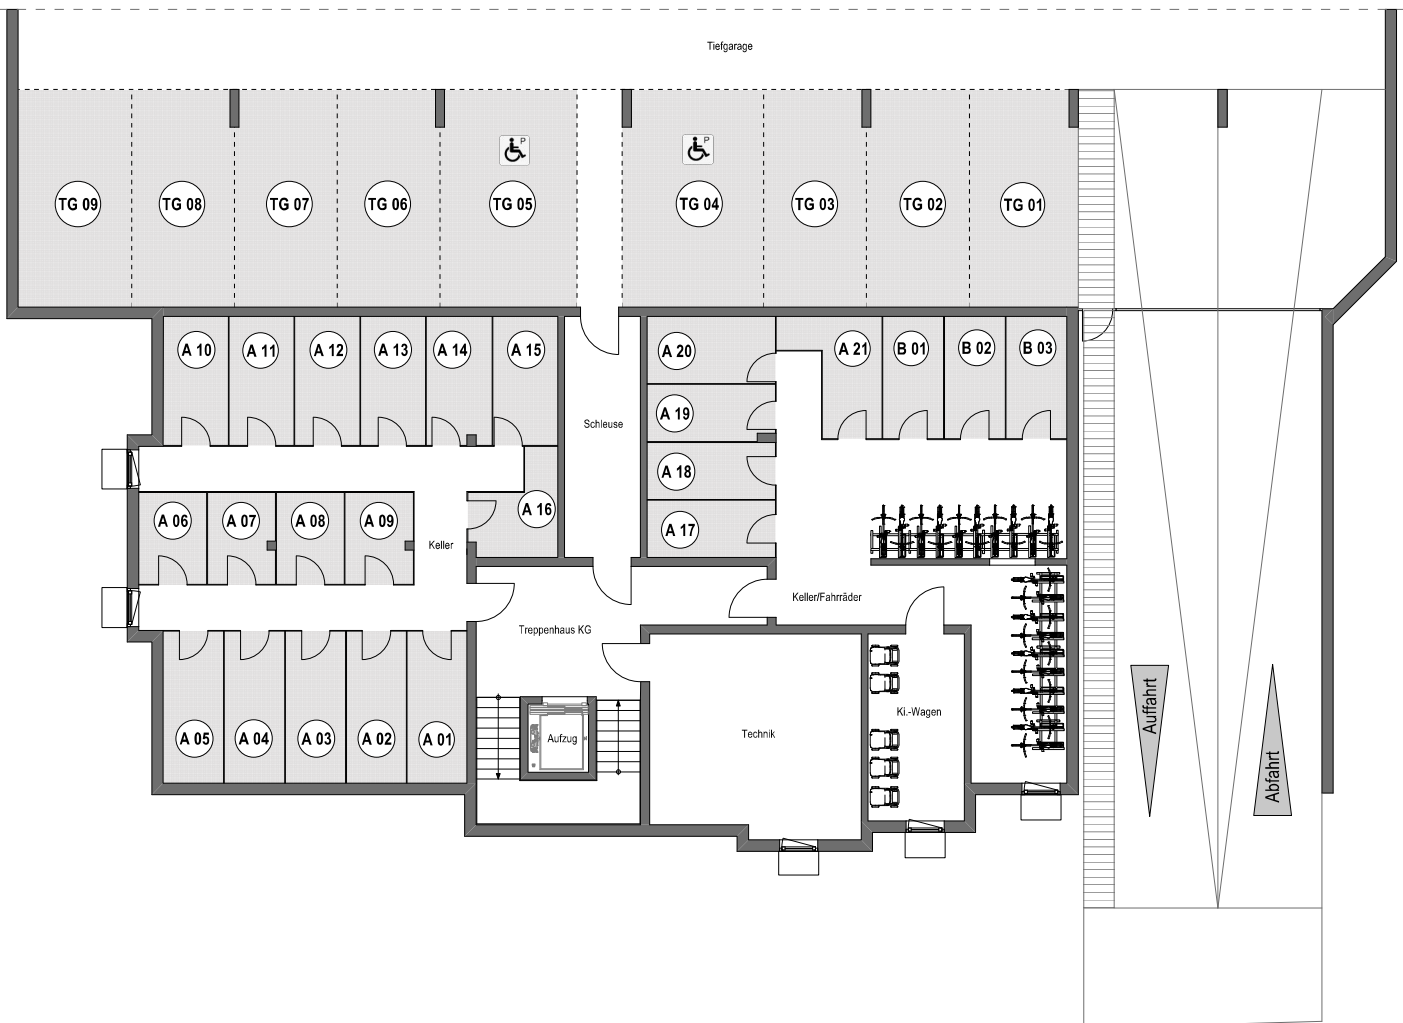 Tiefgarage
P
P
TG 09
TG 08
TG 07
TG 06
TG 05
TG 04
TG 03
TG 02
TG 01
A 10
A 11
A 12
A 13
A 14
A 15
A 20
A 21
B 01
B 02
B 03
A 19
Schleuse
A 18
A 16
A 17
A 06
A 07
A 08
A 09
Keller
Keller/Fahrräder
Treppenhaus KG
Auffahrt
Abfahrt
Ki.-Wagen
Technik
Aufzug
A 05
A 04
A 03
A 02
A 01